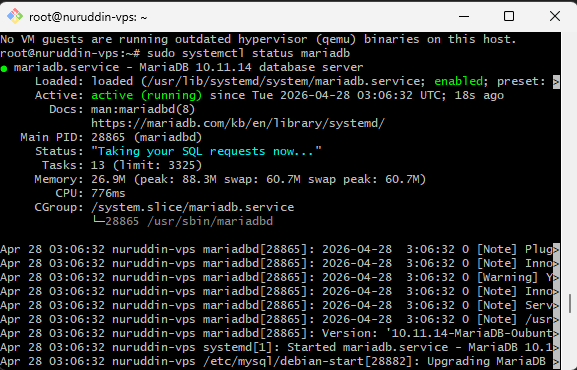 root@nuruddin-vps: ~
No VM guests are running outdated hypervisor (qemu) binaries on this host.
root@nuruddin-vps:~# sudo systemctl status mariadb
● mariadb.service - MariaDB 10.11.14 database server
     Loaded: loaded (/usr/lib/systemd/system/mariadb.service; enabled; preset: >
     Active: active (running) since Tue 2026-04-28 03:06:32 UTC; 18s ago
       Docs: man:mariadbd(8)
             https://mariadb.com/kb/en/library/systemd/
   Main PID: 28865 (mariadbd)
     Status: "Taking your SQL requests now..."
      Tasks: 13 (limit: 3325)
     Memory: 26.9M (peak: 88.3M swap: 60.7M swap peak: 60.7M)
        CPU: 776ms
     CGroup: /system.slice/mariadb.service
             └─28865 /usr/sbin/mariadbd
Apr 28 03:06:32 nuruddin-vps mariadbd[28865]: 2026-04-28  3:06:32 0 [Note] Plug>
Apr 28 03:06:32 nuruddin-vps mariadbd[28865]: 2026-04-28  3:06:32 0 [Note] Inno>
Apr 28 03:06:32 nuruddin-vps mariadbd[28865]: 2026-04-28  3:06:32 0 [Warning] Y>
Apr 28 03:06:32 nuruddin-vps mariadbd[28865]: 2026-04-28  3:06:32 0 [Note] Inno>
Apr 28 03:06:32 nuruddin-vps mariadbd[28865]: 2026-04-28  3:06:32 0 [Note] Serv>
Apr 28 03:06:32 nuruddin-vps mariadbd[28865]: 2026-04-28  3:06:32 0 [Note] /usr>
Apr 28 03:06:32 nuruddin-vps mariadbd[28865]: Version: '10.11.14-MariaDB-0ubunt>
Apr 28 03:06:32 nuruddin-vps systemd[1]: Started mariadb.service - MariaDB 10.1>
Apr 28 03:06:32 nuruddin-vps /etc/mysql/debian-start[28882]: Upgrading MariaDB >